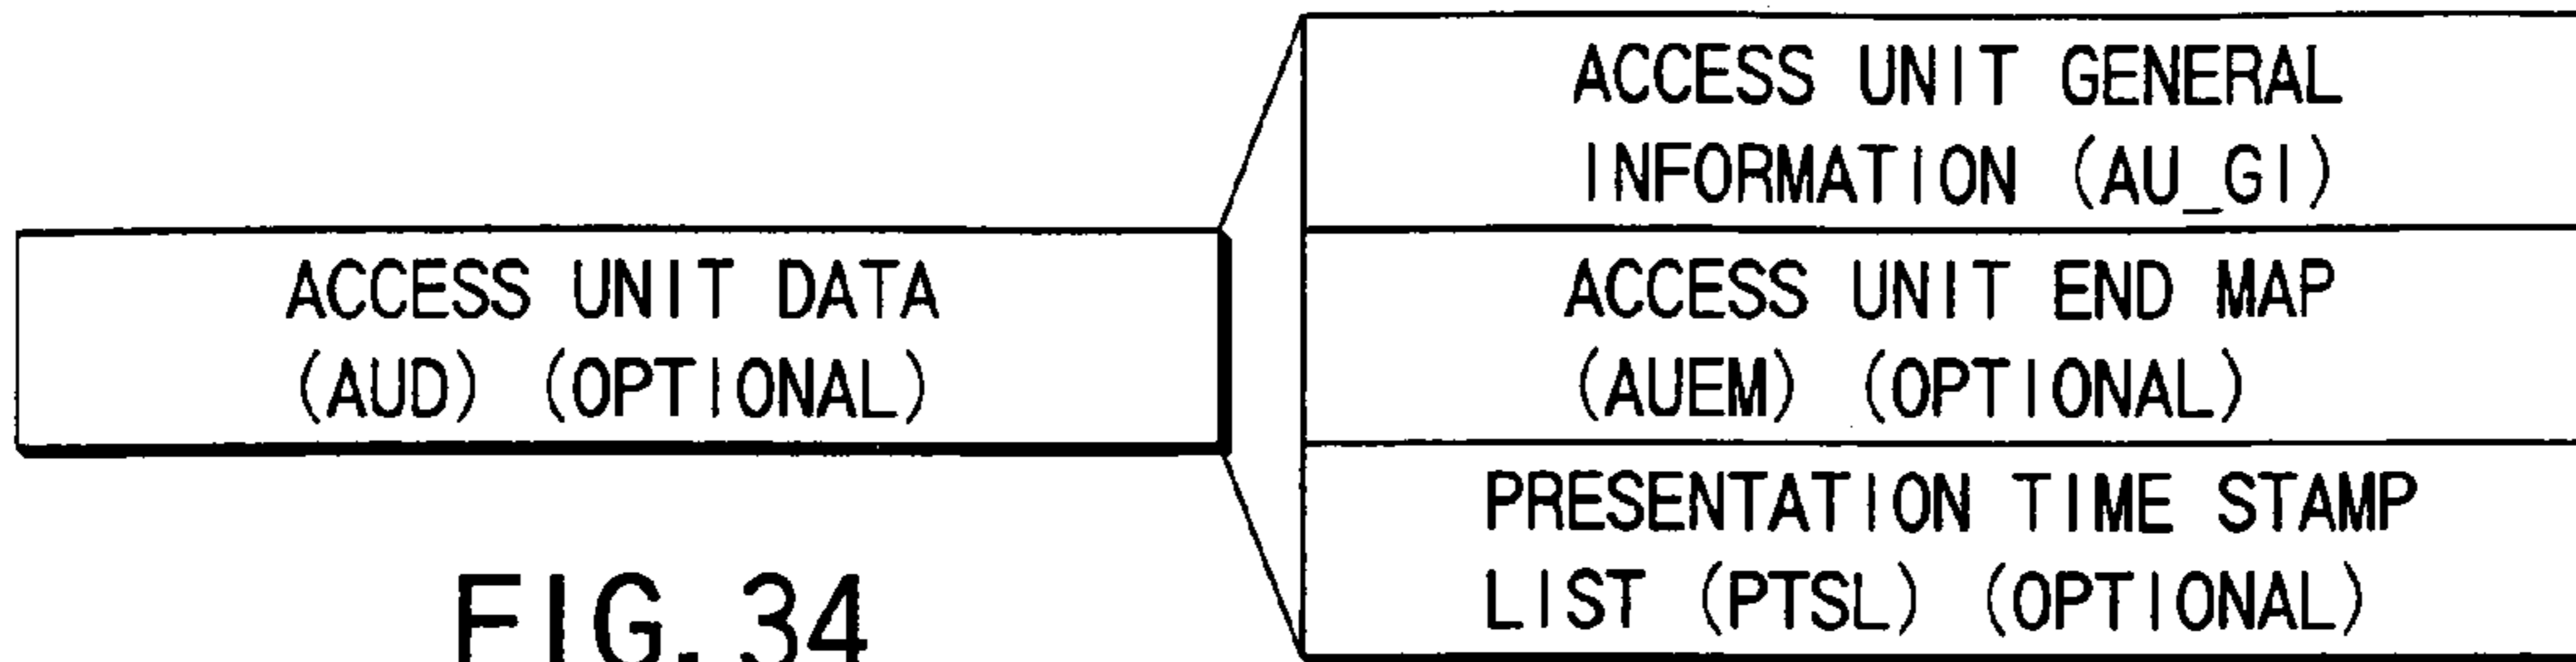 ACCESS UNIT DATA
(AUD) (OPTIONAL)
ACCESS UNIT GENERAL
INFORMATION (AU_GI)
ACCESS UNIT END MAP
(AUEM) (OPTIONAL)
PRESENTATION TIME STAMP
LIST (PTSL) (OPTIONAL)
FIG. 34